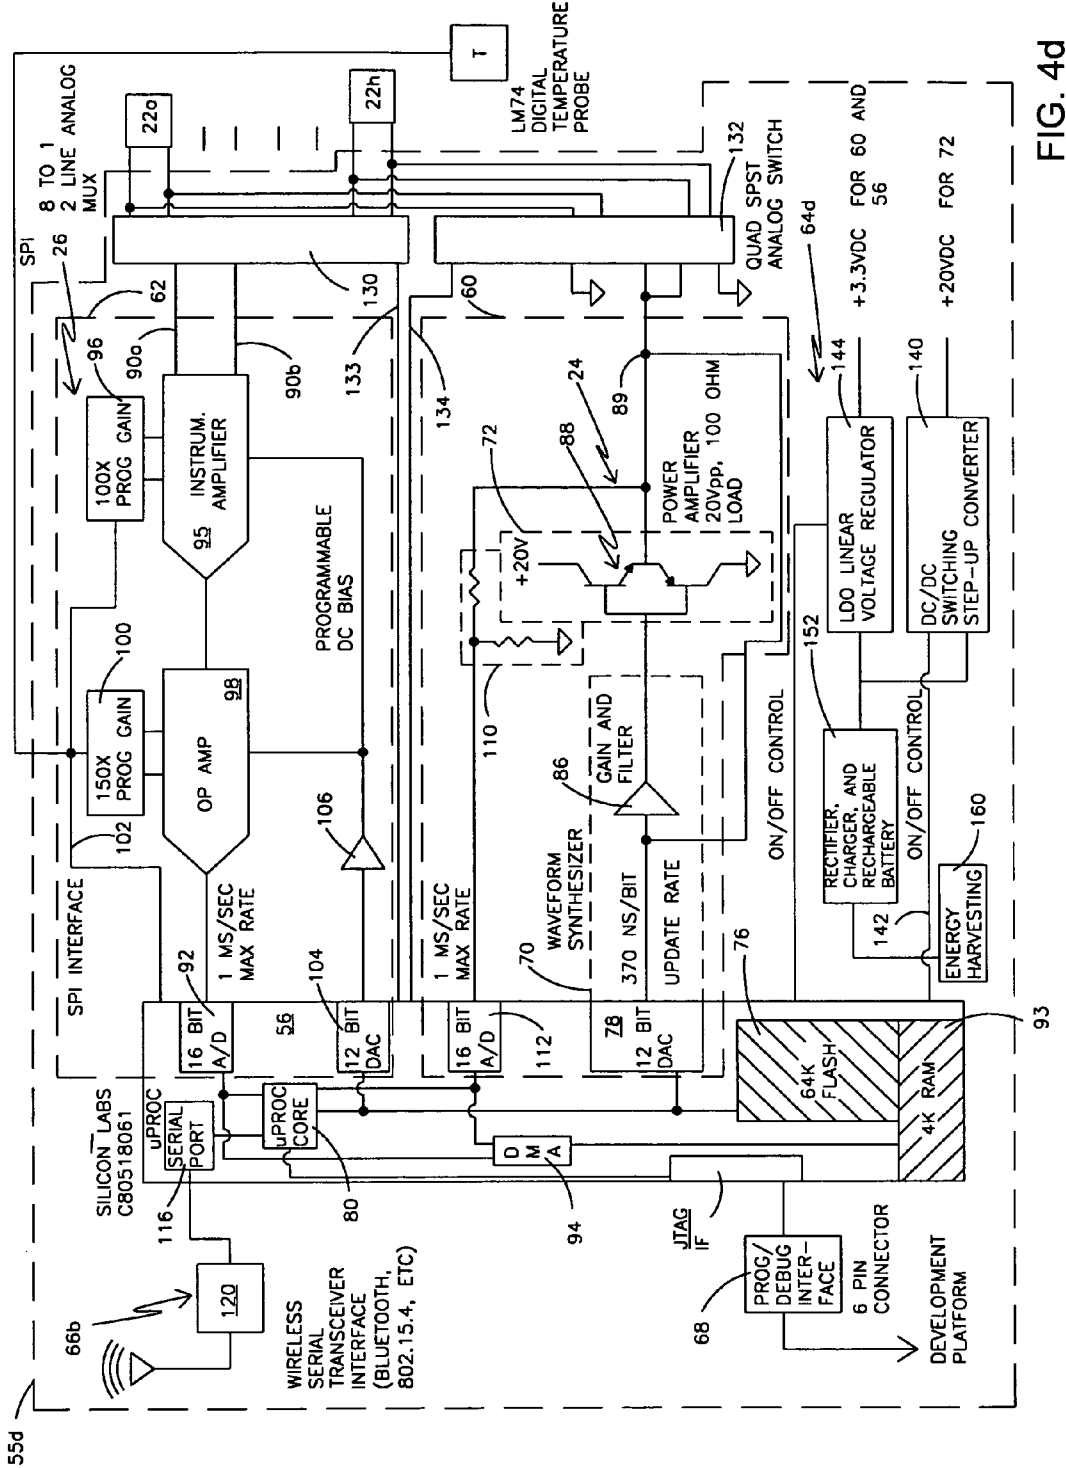 55d
66b
120
WIRELESS
SERIAL
TRANSCEIVER
INTERFACE
(BLUETOOTH,
802.15.4, ETC)
SILICON LABS
C80518061
uPROC
SERIAL
PORT
116
uPROC
CORE
80
D
M
A
94
JTAG
IF
68
PROG/
DEBUG
INTER-
FACE
6 PIN
CONNECTOR
DEVELOPMENT
PLATFORM
SPI INTERFACE
102
16 BIT
A/D
92
56
1 MS/SEC
MAX RATE
104
12 BIT
DAC
106
16 BIT
A/D
112
1 MS/SEC
MAX RATE
70
78
12 BIT
DAC
WAVEFORM
SYNTHESIZER
370 NS/BIT
UPDATE RATE
76
64K
FLASH
4K RAM
93
150X
PROG GAIN
100
OP AMP
98
100X
PROG GAIN
96
INSTRUM.
AMPLIFIER
95
PROGRAMMABLE
DC BIAS
26
62
90a
90b
SPI
8 TO 1
2 LINE ANALOG
MUX
130
22a
22h
T
LM74
DIGITAL
TEMPERATURE
PROBE
133
134
60
132
QUAD SPST
ANALOG SWITCH
86
GAIN AND
FILTER
110
72
+20V
88
24
89
POWER
AMPLIFIER
20Vpp, 100 OHM
LOAD
ON/OFF CONTROL
ON/OFF CONTROL
142
160
ENERGY
HARVESTING
152
RECTIFIER,
CHARGER, AND
RECHARGEABLE
BATTERY
LDO LINEAR
VOLTAGE REGULATOR
144
64d
DC/DC
SWITCHING
STEP-UP CONVERTER
140
+3.3VDC FOR 60 AND
56
+20VDC FOR 72
FIG. 4d